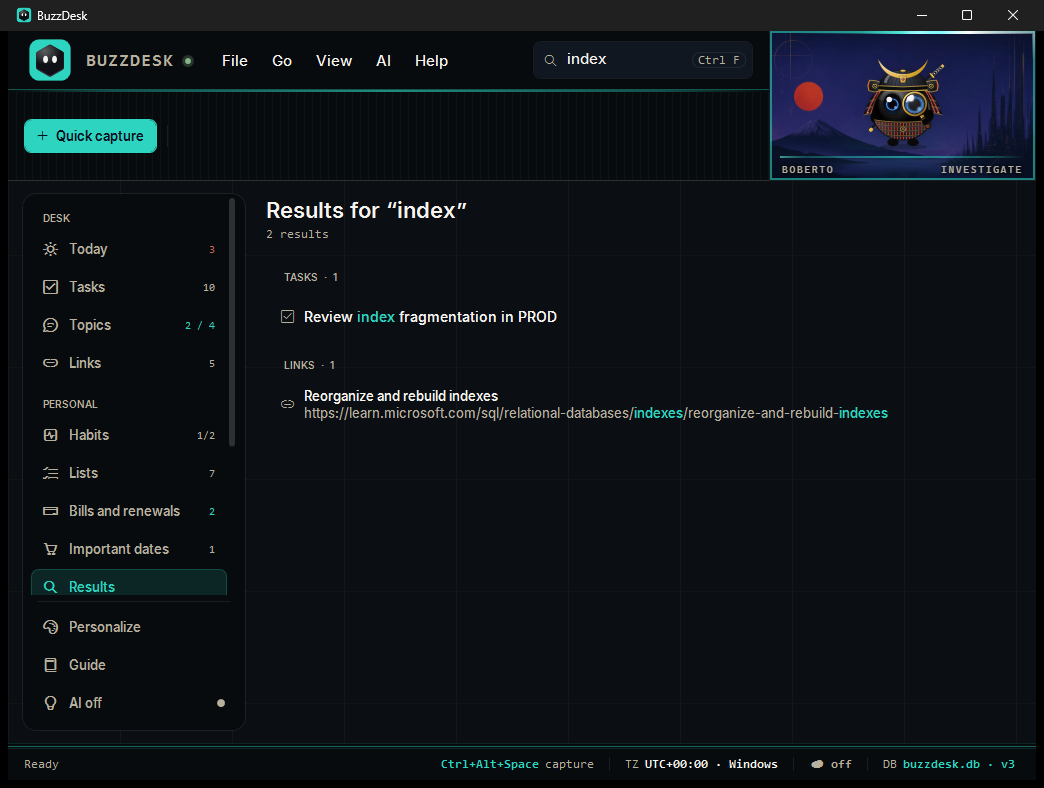 BuzzDesk
BUZZDESK
File Go View AI Help
index
Ctrl F
+ Quick capture
BOBERTO
INVESTIGATE
DESK
Today 3
Tasks 10
Topics 2 / 4
Links 5
PERSONAL
Habits 1/2
Lists 7
Bills and renewals 2
Important dates 1
Results
Personalize
Guide
AI off
Results for “index”
2 results
TASKS · 1
Review index fragmentation in PROD
LINKS · 1
Reorganize and rebuild indexes
https://learn.microsoft.com/sql/relational-databases/indexes/reorganize-and-rebuild-indexes
Ready
Ctrl+Alt+Space capture
TZ UTC+00:00 · Windows
off
DB buzzdesk.db · v3